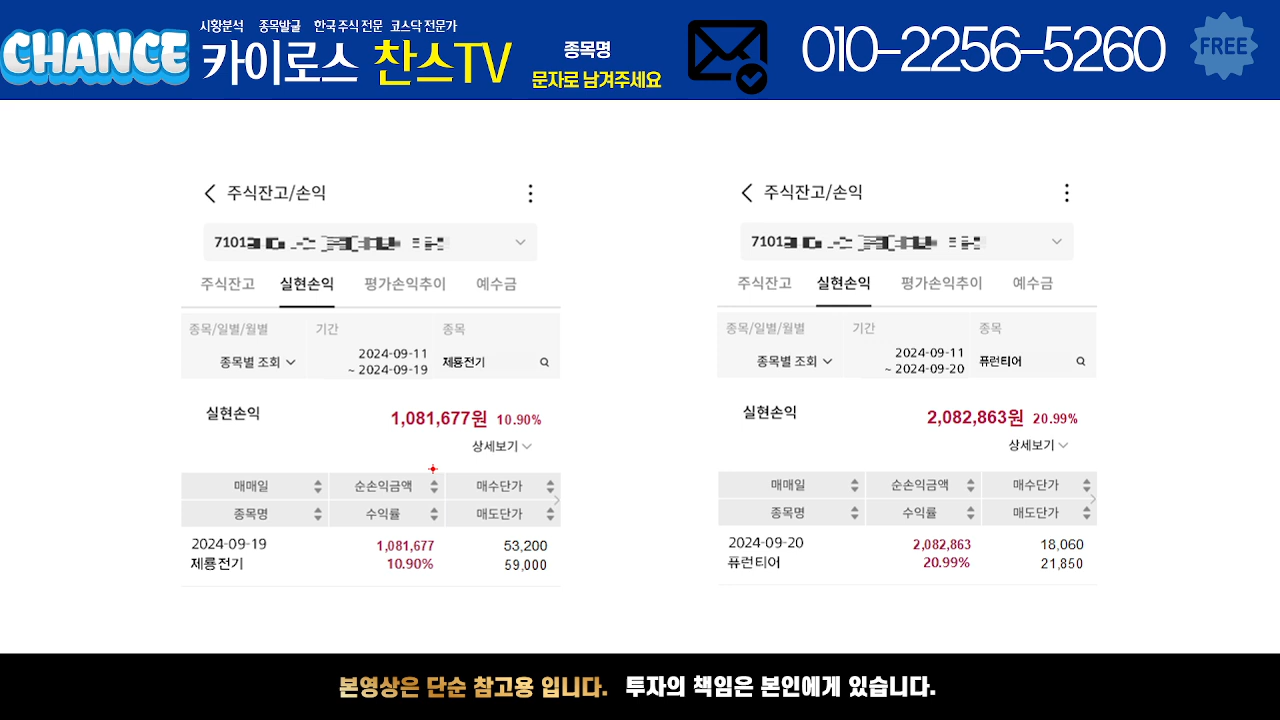 CHANCE
시황분석 종목발굴 한국 주식 전문 코스닥 전문가
카이로스 찬스TV
종목명
문자로 남겨주세요
010-2256-5260
FREE
주식잔고/손익
7101
주식잔고 실현손익 평가손익추이 예수금
종목/일별/월별 기간 종목
종목별 조회 2024-09-11 ~ 2024-09-19 제룡전기
실현손익 1,081,677원 10.90%
상세보기
매매일 순손익금액 매수단가
종목명 수익률 매도단가
2024-09-19 1,081,677 53,200
제룡전기 10.90% 59,000
주식잔고/손익
7101
주식잔고 실현손익 평가손익추이 예수금
종목/일별/월별 기간 종목
종목별 조회 2024-09-11 ~ 2024-09-20 퓨런티어
실현손익 2,082,863원 20.99%
상세보기
매매일 순손익금액 매수단가
종목명 수익률 매도단가
2024-09-20 2,082,863 18,060
퓨런티어 20.99% 21,850
본영상은 단순 참고용 입니다. 투자의 책임은 본인에게 있습니다.